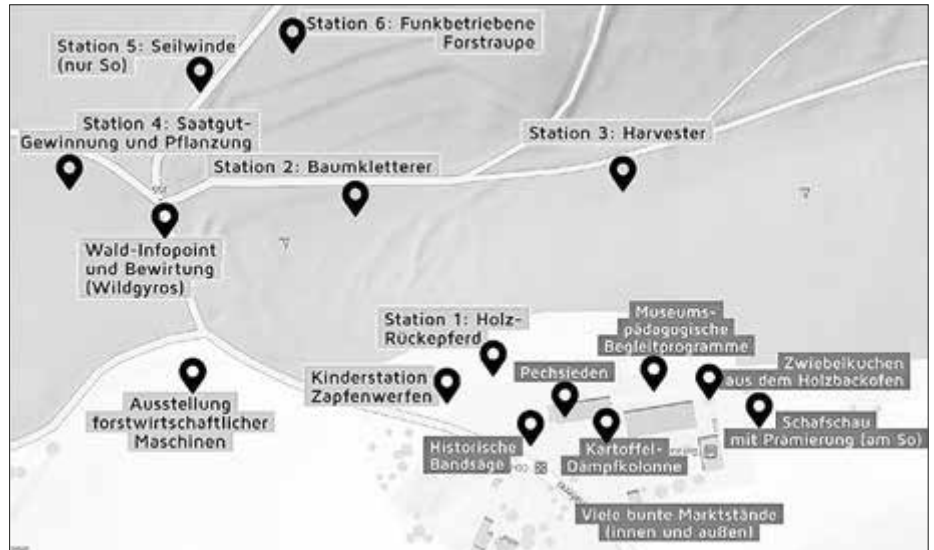 Station 6: Funkbetriebene
Forstraupe
Station 5: Seilwinde
(nur So)
Station 4: Saatgut-
Gewinnung und Pflanzung
Station 3: Harvester
Station 2: Baumkletterer
Wald-Infopoint
und Bewirtung
(Wildgyros)
Station 1: Holz-
Rückepferd
Museums-
pädagogische
Begleitprogramme
Kinderstation
Zapfenwerfen
Pechsieden
Zwiebelkuchen
aus dem Holzbackofen
Ausstellung
forstwirtschaftlicher
Maschinen
Schafschau
mit Prämierung (am So)
Historische
Bandsäge
Kartoffel-
Dämpfkolonne
Viele bunte Marktstände
(innen und außen)